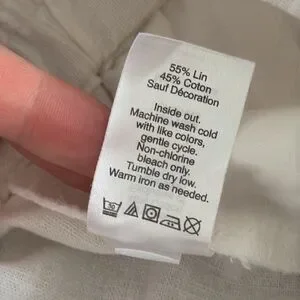 55% Lin
45% Coton
Sauf Décoration
Inside out.
Machine wash cold
with like colors,
gentle cycle.
Non-chlorine
bleach only.
Tumble dry low.
Warm iron as needed.